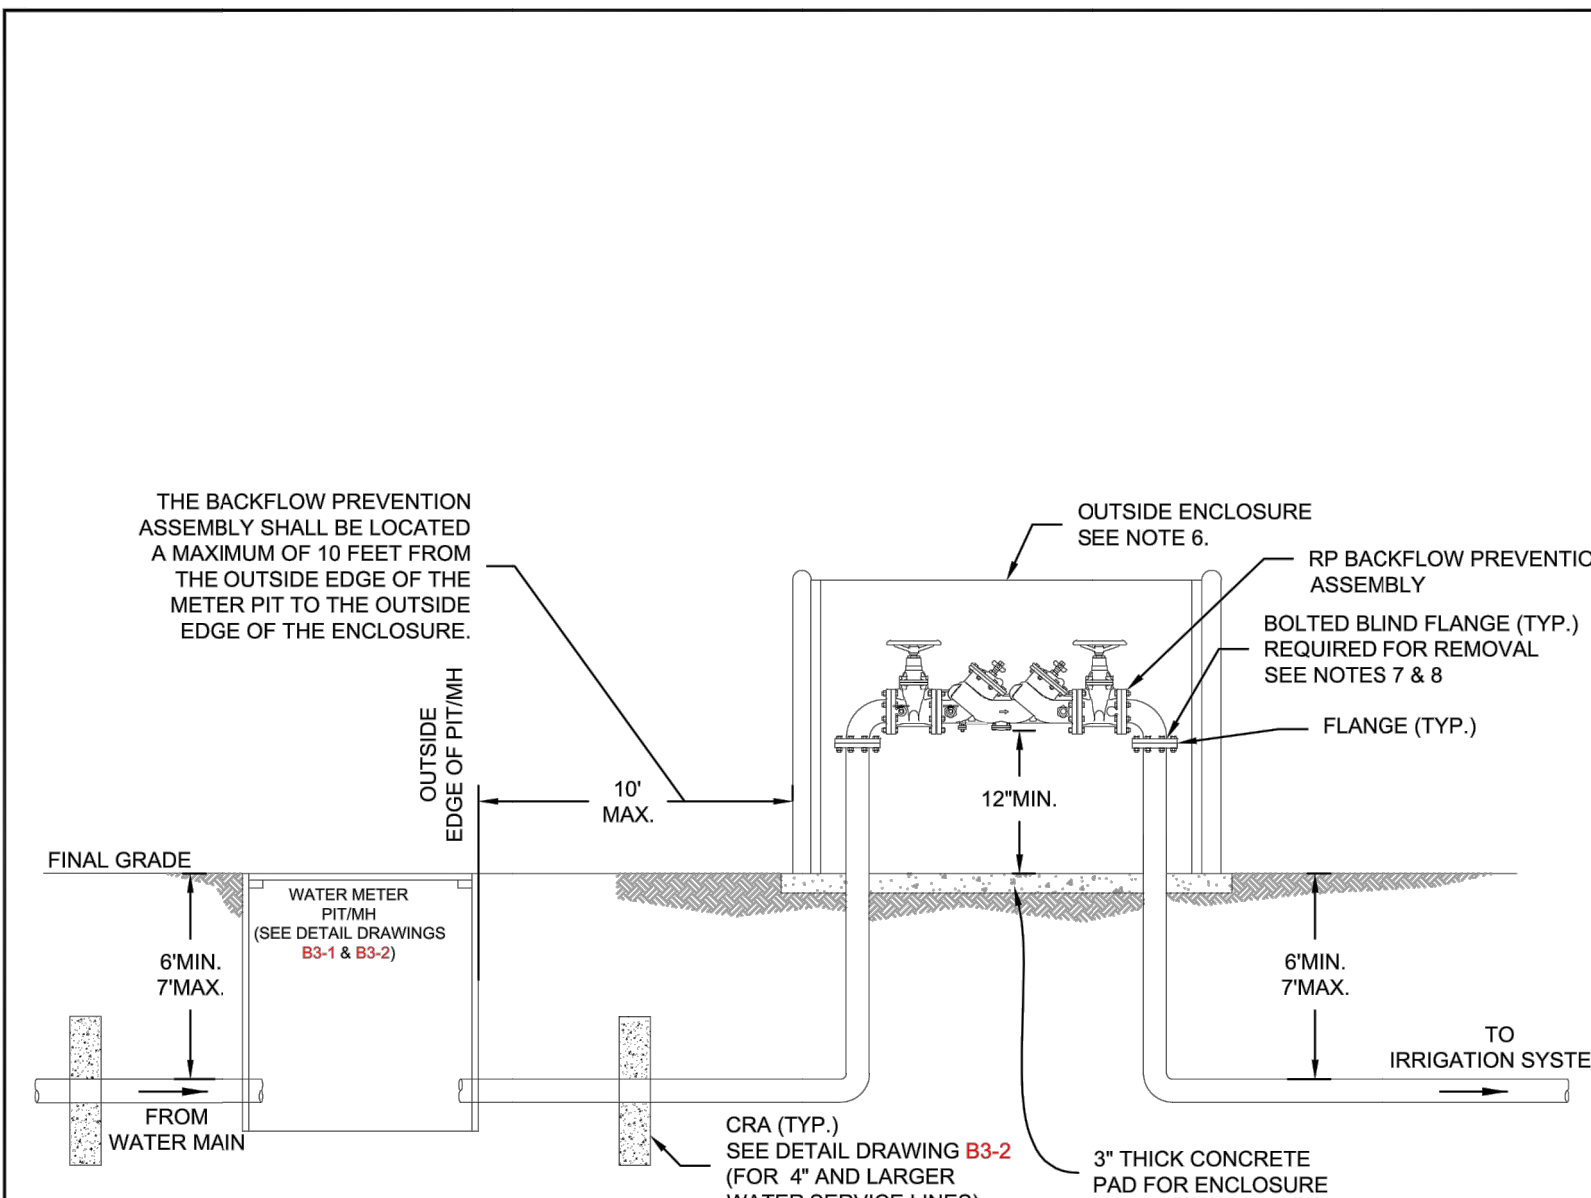 THE BACKFLOW PREVENTION
ASSEMBLY SHALL BE LOCATED
A MAXIMUM OF 10 FEET FROM
THE OUTSIDE EDGE OF THE
METER PIT TO THE OUTSIDE
EDGE OF THE ENCLOSURE.
OUTSIDE ENCLOSURE
SEE NOTE 6.
RP BACKFLOW PREVENTIO
ASSEMBLY
BOLTED BLIND FLANGE (TYP.)
REQUIRED FOR REMOVAL
SEE NOTES 7 & 8
FLANGE (TYP.)
OUTSIDE
EDGE OF PIT/MH
10'
MAX.
12"MIN.
FINAL GRADE
WATER METER
PIT/MH
(SEE DETAIL DRAWINGS
B3-1 & B3-2)
6'MIN.
7'MAX.
6'MIN.
7'MAX.
FROM
WATER MAIN
TO
IRRIGATION SYSTE
CRA (TYP.)
SEE DETAIL DRAWING B3-2
(FOR 4" AND LARGER
WATER SERVICE LINES)
3" THICK CONCRETE
PAD FOR ENCLOSURE